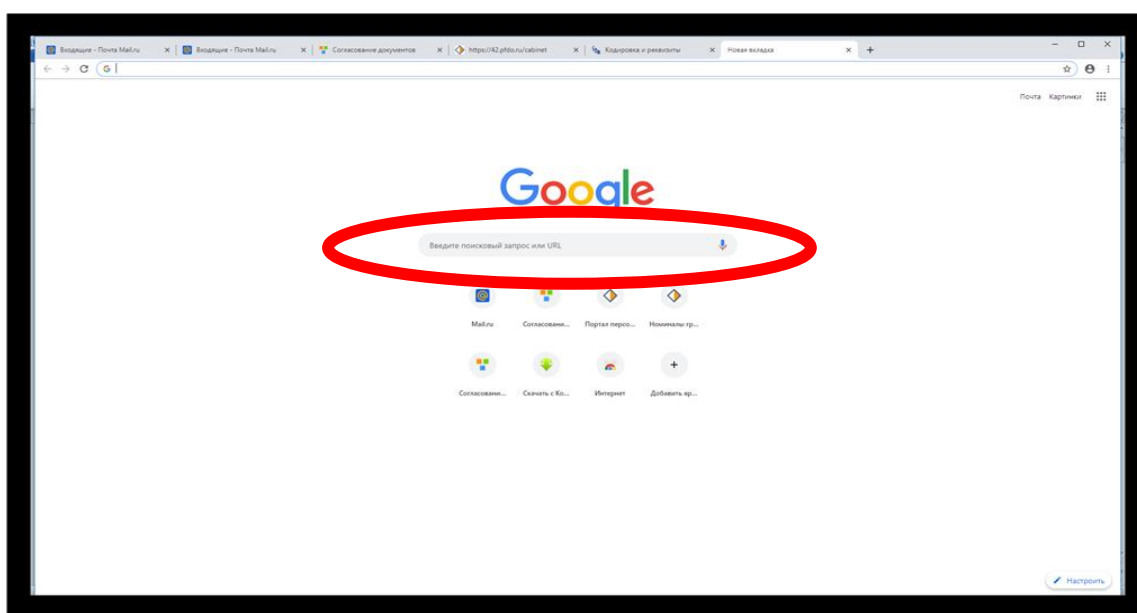 Входящие - Почта Mail.ru
Входящие - Почта Mail.ru
Согласование документов
https://42.pfdo.ru/cabinet
Кодировка и реквизиты
Новая вкладка
Почта Картинки
Google
Введите поисковый запрос или URL
Mail.ru Согласовани... Портал персо... Номиналы гр...
Согласовани... Скачать с Ко... Интернет Добавить яр...
Настроить